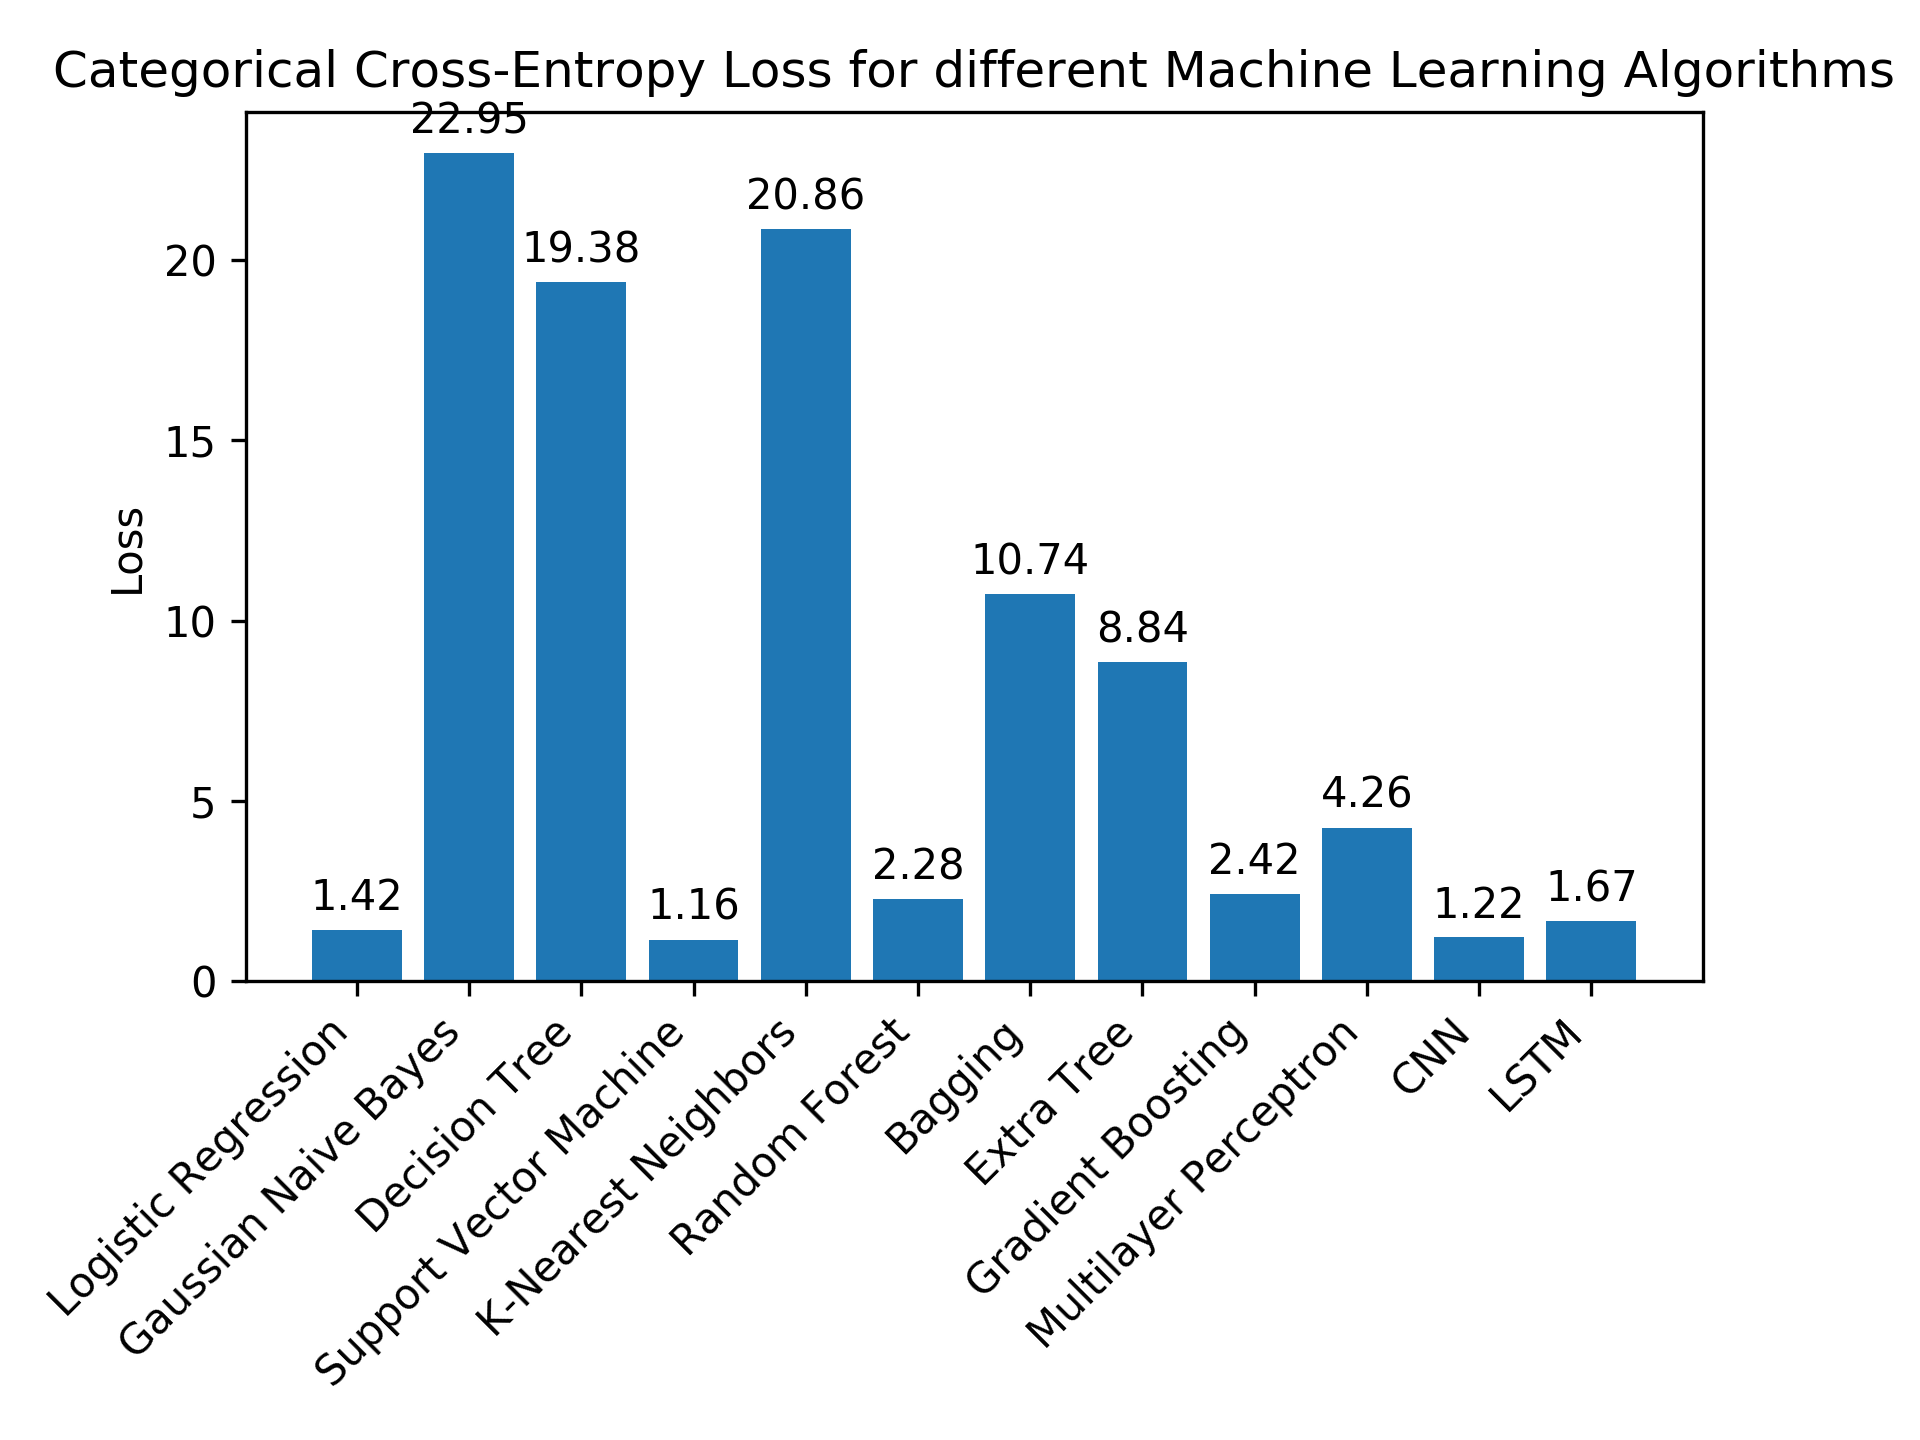 Categorical Cross-Entropy Loss for different Machine Learning Algorithms
22.95
20.86
19.38
10.74
8.84
4.26
2.42
2.28
1.67
1.42
1.16
1.22
20
15
10
5
0
Loss
Logistic Regression
Gaussian Naive Bayes
Decision Tree
Support Vector Machine
K-Nearest Neighbors
Random Forest
Bagging
Extra Tree
Gradient Boosting
Multilayer Perceptron
CNN
LSTM